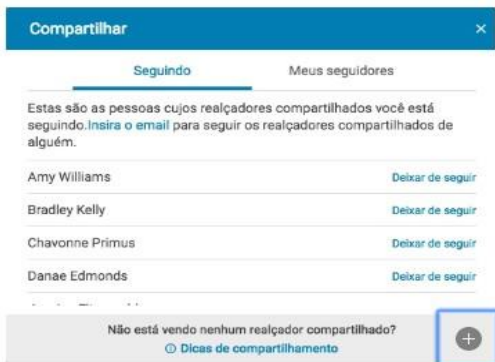 Compartilhar
Seguindo
Meus seguidores
Estas são as pessoas cujos realçadores compartilhados você está
seguindo.Insira o email para seguir os realçadores compartilhados de
alguém.
Amy Williams Deixar de seguir
Bradley Kelly Deixar de seguir
Chavonne Primus Deixar de seguir
Danae Edmonds Deixar de seguir
Não está vendo nenhum realçador compartilhado?
Dicas de compartilhamento